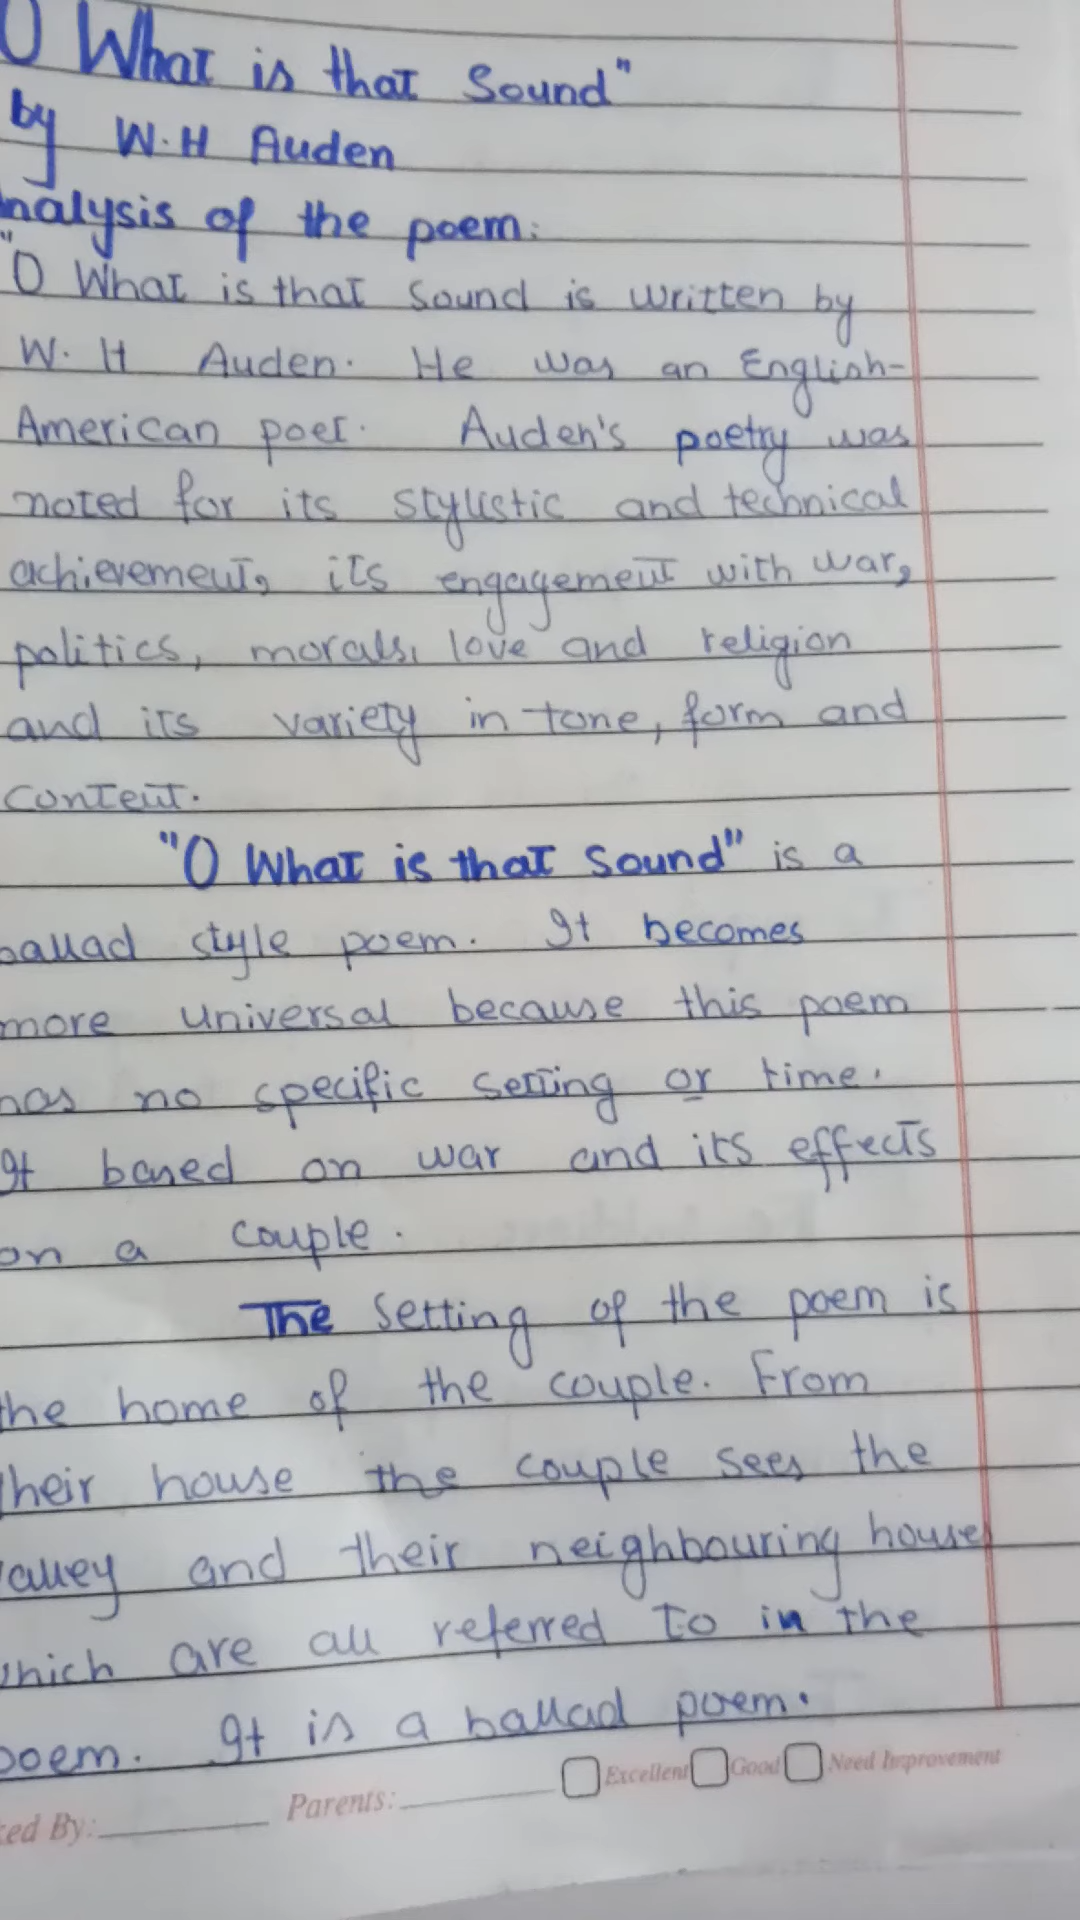 O What is that Sound"
by W.H Auden
nalysis of the poem:
"O What is that Sound is written by
W. H Auden. He was an English-
American poet. Auden's poetry was
noted for its stylistic and technical
achievement, its engagement with war,
politics, morals, love and religion
and its variety in tone, form and
content.
"O What is that Sound" is a
ballad style poem. It becomes
more universal because this poem
has no specific setting or time.
It based on war and its effects
on a couple.
The Setting of the poem is
the home of the couple. From
their house the couple sees the
valley and their neighbouring house
which are all referred to in the
poem. It is a ballad poem.
ked By: Parents: Excellent Good Need Improvement